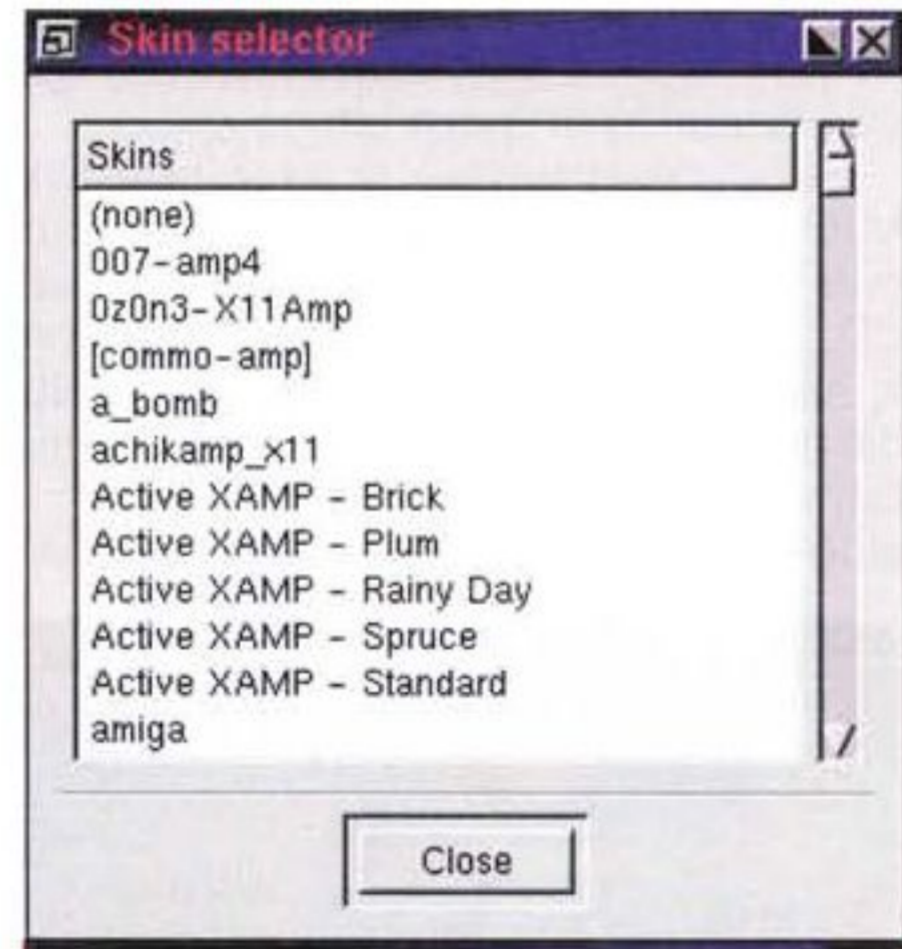 Skin selector
Skins
(none)
007-amp4
0z0n3-X11Amp
[commo-amp]
a_bomb
achikamp_x11
Active XAMP - Brick
Active XAMP - Plum
Active XAMP - Rainy Day
Active XAMP - Spruce
Active XAMP - Standard
amiga
Close